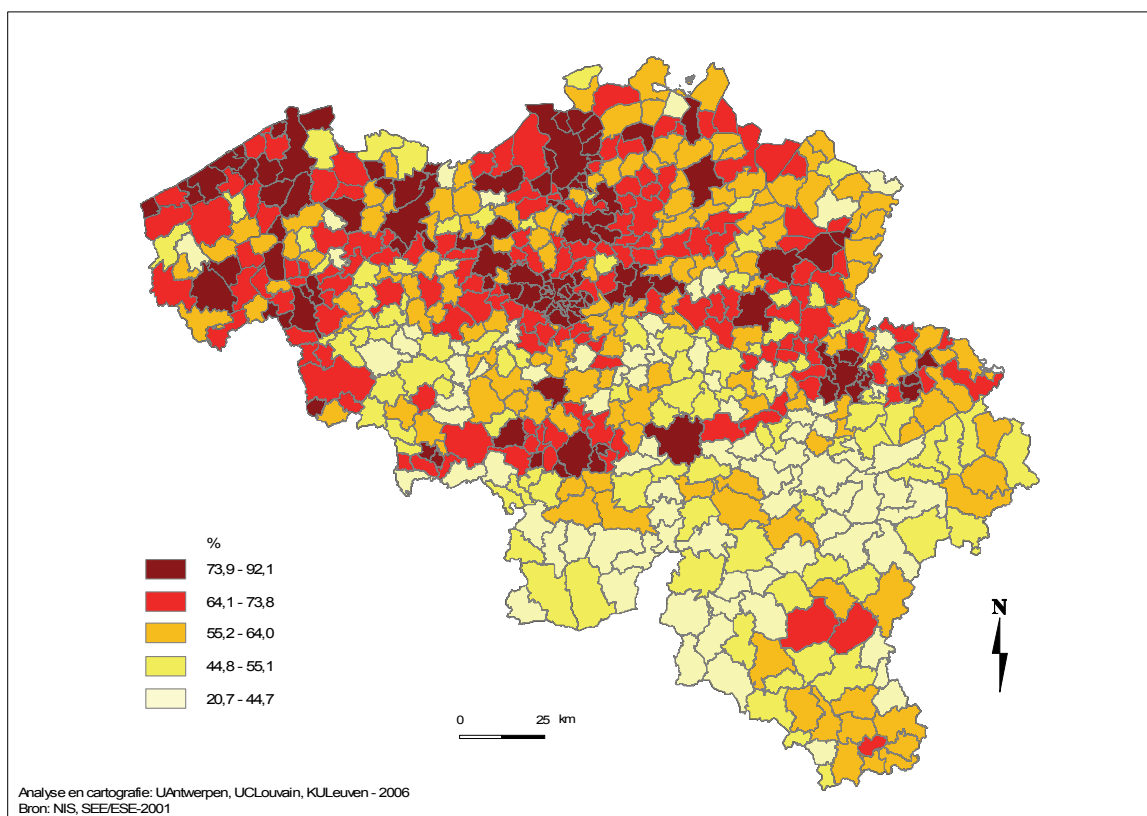 %
73,9 - 92,1
64,1 - 73,8
55,2 - 64,0
44,8 - 55,1
20,7 - 44,7
N
0 25 km
Analyse en cartografie: UAntwerpen, UCLouvain, KULeuven - 2006
Bron: NIS, SEE/ESE-2001